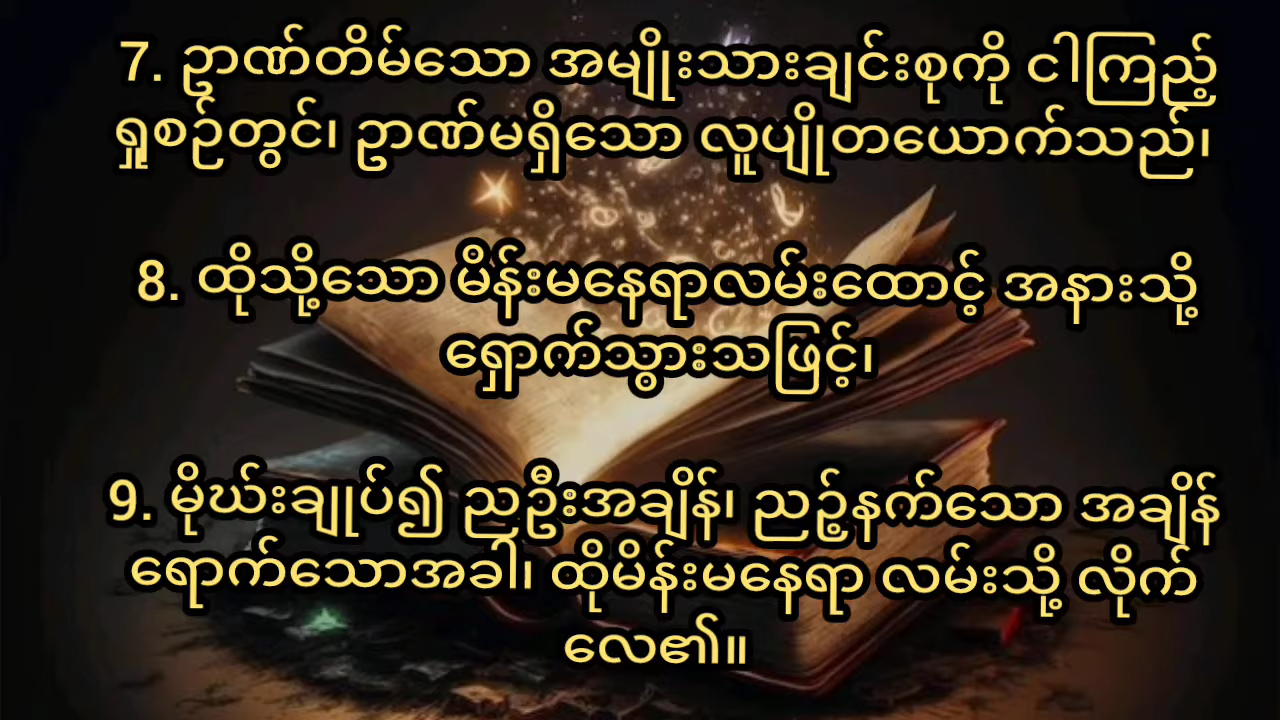 7. ဥာဏ်တိမ်သော အမျိုးသားချင်းစုကို ငါကြည့်
ရှုစဉ်တွင်၊ ဥာဏ်မရှိသော လူပျိုတယောက်သည်၊
8. ထိုသို့သော မိန်းမနေရာလမ်းထောင့် အနားသို့
ရှောက်သွားသဖြင့်၊
9. မိုဃ်းချုပ်၍ ညဦးအချိန်၊ ညဉ့်နက်သော အချိန်
ရောက်သောအခါ၊ ထိုမိန်းမနေရာ လမ်းသို့ လိုက်
လေ၏။